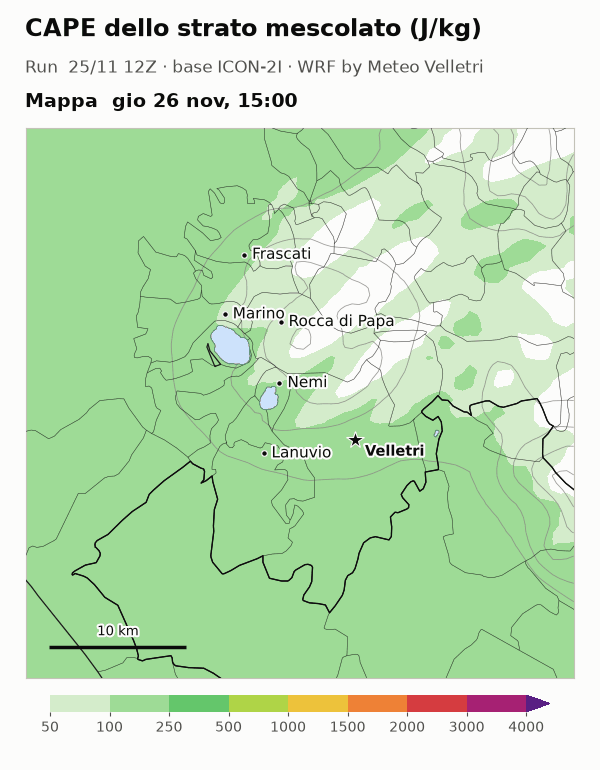 CAPE dello strato mescolato (J/kg)
Run  25/11 12Z · base ICON-2I · WRF by Meteo Velletri
Mappa  gio 26 nov, 15:00
Frascati
Marino
Rocca di Papa
Nemi
Velletri
Lanuvio
10 km
50 100 250 500 1000 1500 2000 3000 4000